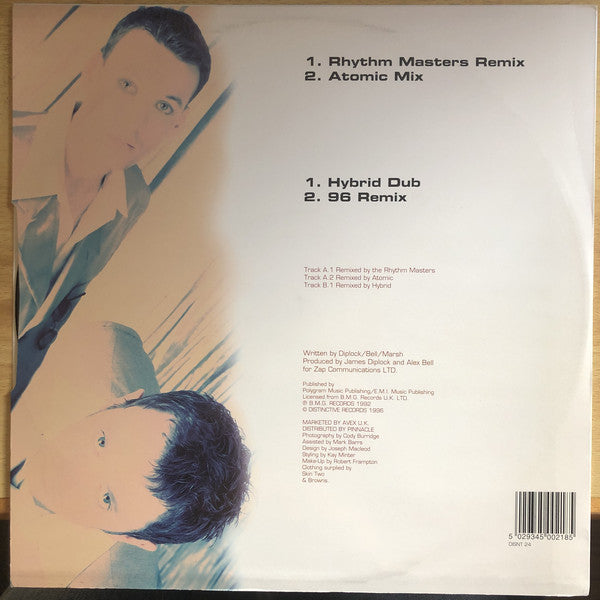 1. Rhythm Masters Remix
2. Atomic Mix
1. Hybrid Dub
2. 96 Remix
Track A.1 Remixed by the Rhythm Masters
Track A.2 Remixed by Atomic
Track B.1 Remixed by Hybrid
Written by Diplock/Bell/Marsh
Produced by James Diplock and Alex Bell
for Zap Communications LTD.
Published by
Polygram Music Publishing/E.M.I. Music Publishing
Licensed from B.M.G. Records U.K. LTD.
℗ B.M.G. RECORDS 1992
© DISTINCTIVE RECORDS 1996
MARKETED BY AVEX U.K.
DISTRIBUTED BY PINNACLE
Photography by Cody Burridge
Assisted by Mark Barrs
Design by Joseph Macleod
Styling by Kay Minter
Make-Up by Robert Frampton
Clothing surplied by
Skin Two
& Browns.
5 029345 002185
DISNT 24